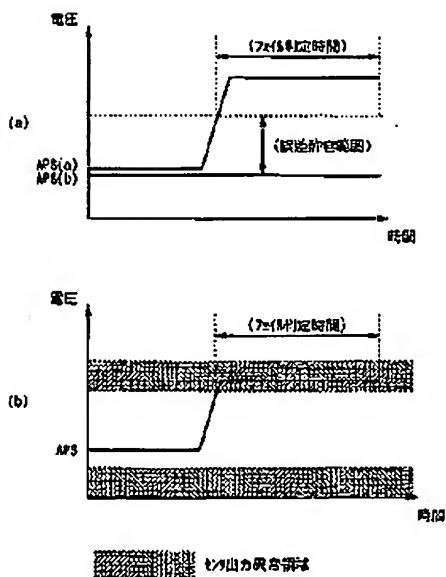 電圧
(フェイル判定時間)
(a)
(誤差許容範囲)
APS(a)
APS(b)
時間
電圧
(フェイル判定時間)
(b)
APS
時間
センサ出力異常領域